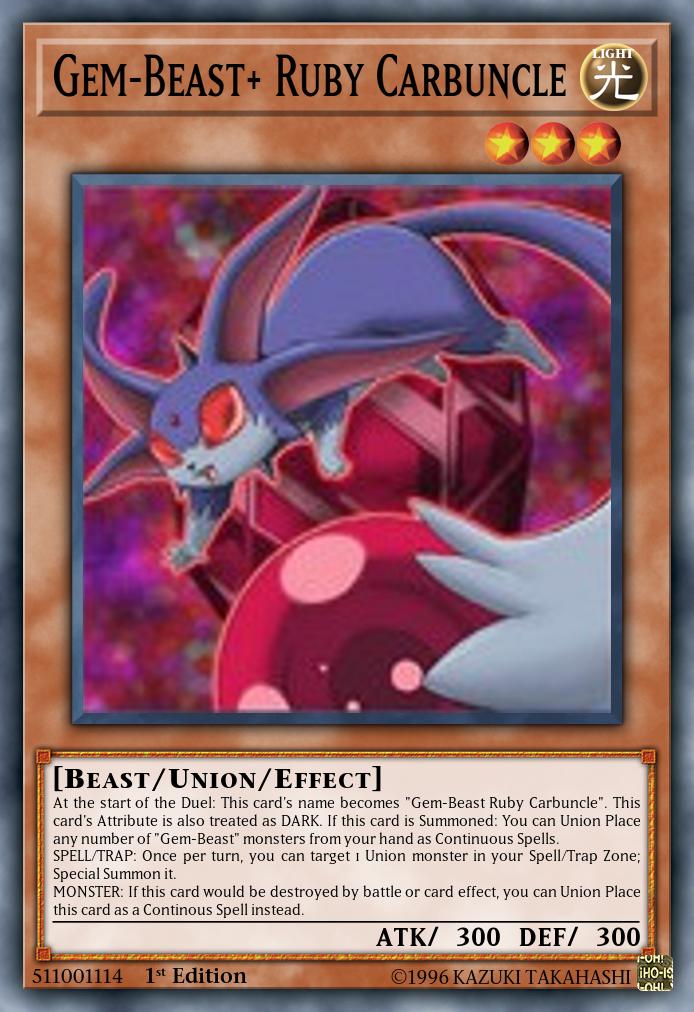 Gem-Beast+ Ruby Carbuncle
LIGHT
光
[Beast/Union/Effect]
At the start of the Duel: This card's name becomes "Gem-Beast Ruby Carbuncle". This
card's Attribute is also treated as DARK. If this card is Summoned: You can Union Place
any number of "Gem-Beast" monsters from your hand as Continuous Spells.
SPELL/TRAP: Once per turn, you can target 1 Union monster in your Spell/Trap Zone;
Special Summon it.
MONSTER: If this card would be destroyed by battle or card effect, you can Union Place
this card as a Continous Spell instead.
ATK/ 300 DEF/ 300
511001114 1st Edition ©1996 KAZUKI TAKAHASHI